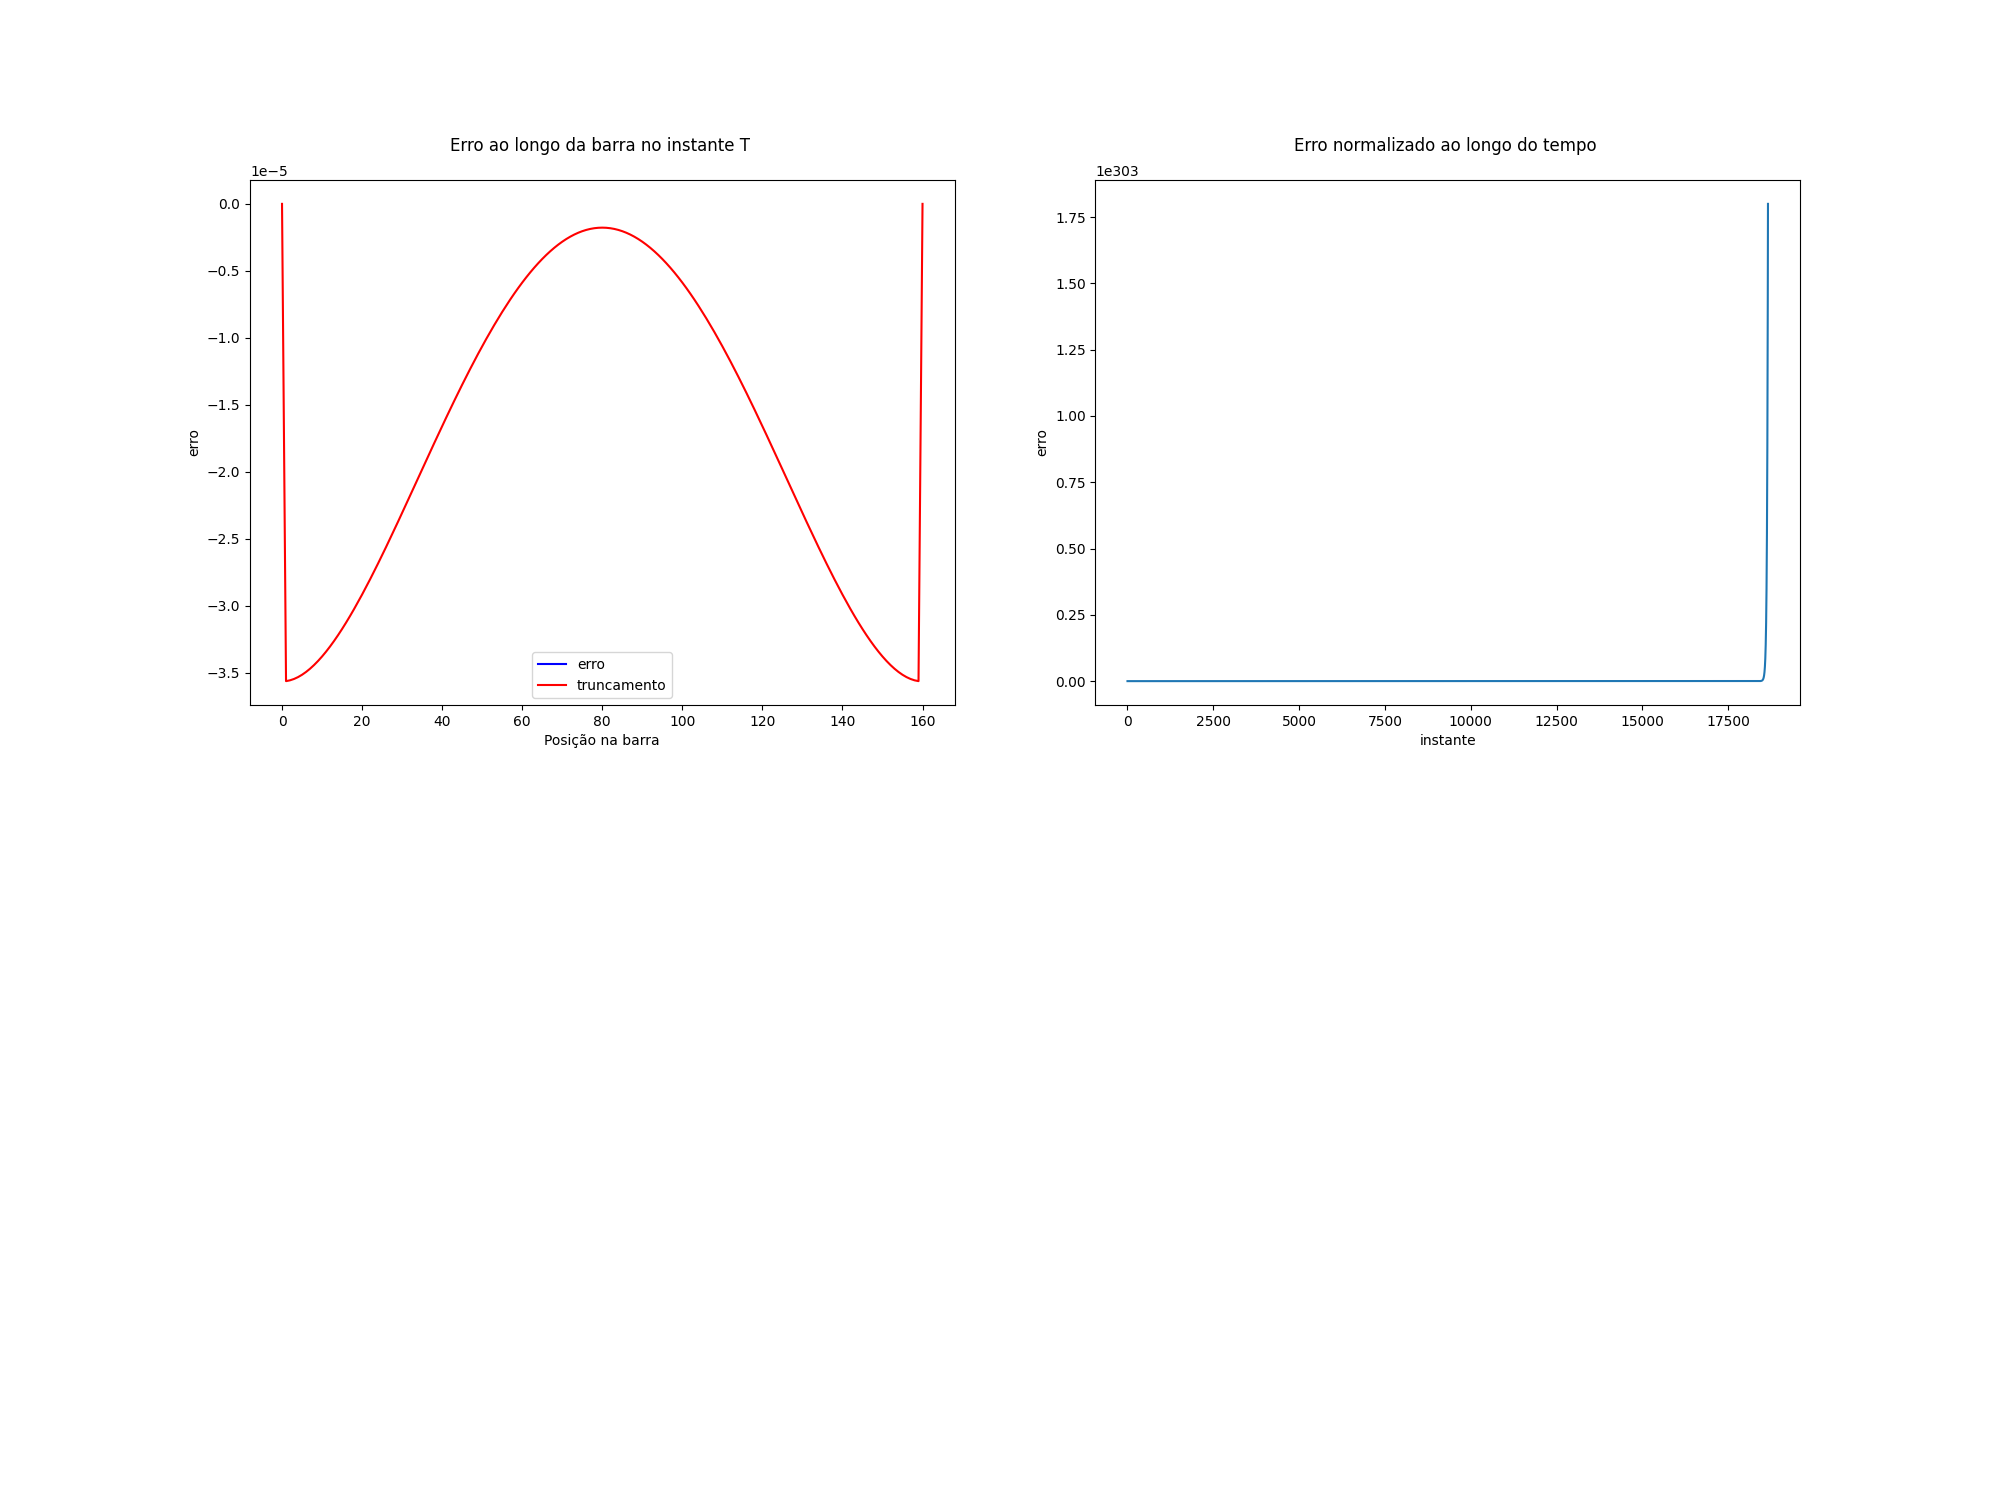 Erro ao longo da barra no instante T
1e−5
0.0
−0.5
−1.0
−1.5
−2.0
−2.5
−3.0
−3.5
erro
erro
truncamento
0 20 40 60 80 100 120 140 160
Posição na barra
Erro normalizado ao longo do tempo
1e303
1.75
1.50
1.25
1.00
0.75
0.50
0.25
0.00
erro
0 2500 5000 7500 10000 12500 15000 17500
instante